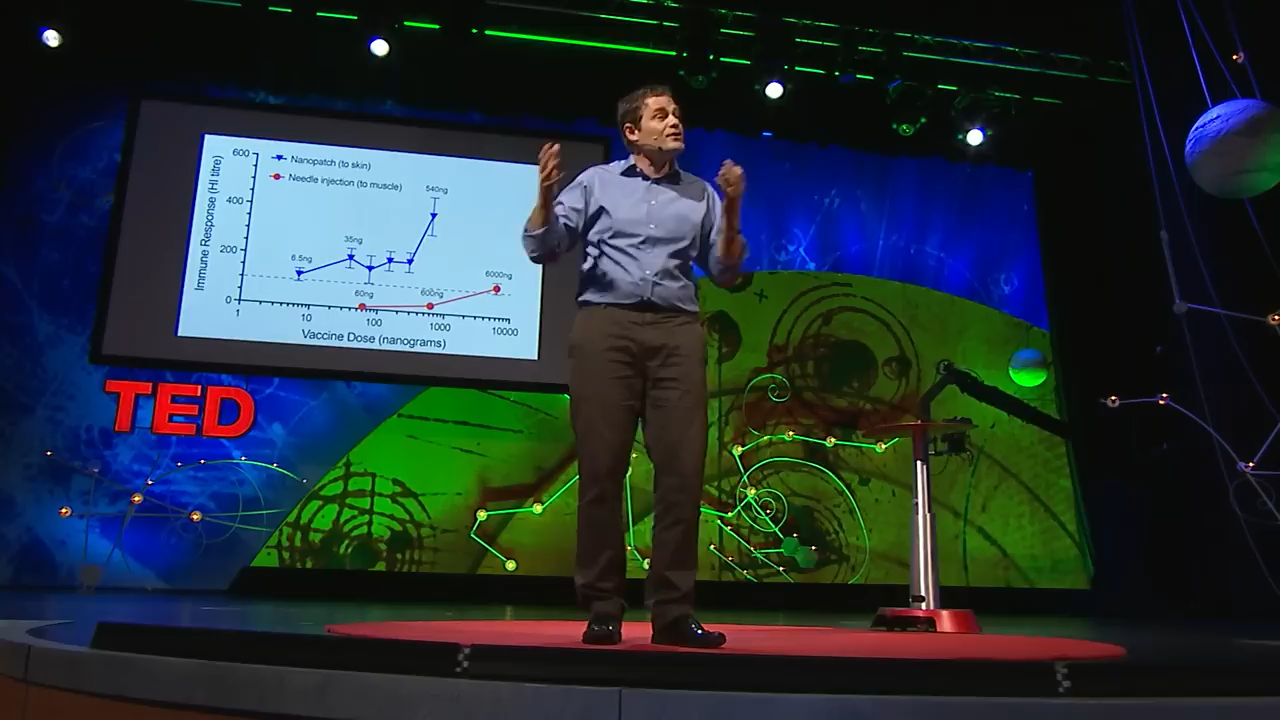 600
Nanopatch (to skin)
Needle injection (to muscle)
540ng
400
35ng
200
6.5ng
6000ng
60ng
600ng
0
1
10
100
1000
10000
Immune Response (HI titre)
Vaccine Dose (nanograms)
TED